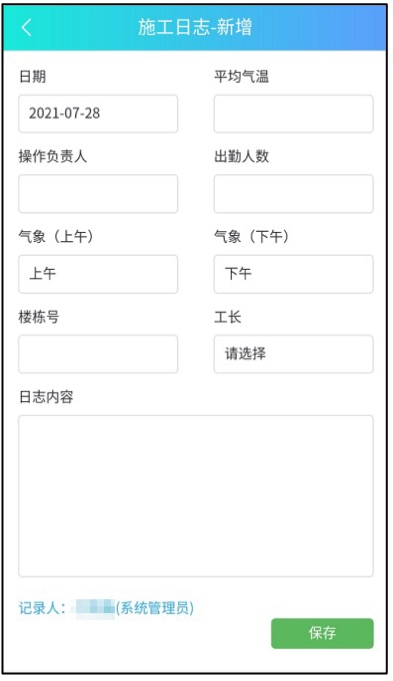 施工日志-新增
日期 平均气温
2021-07-28
操作负责人 出勤人数
气象（上午） 气象（下午）
上午 下午
楼栋号 工长
请选择
日志内容
记录人： (系统管理员)
保存